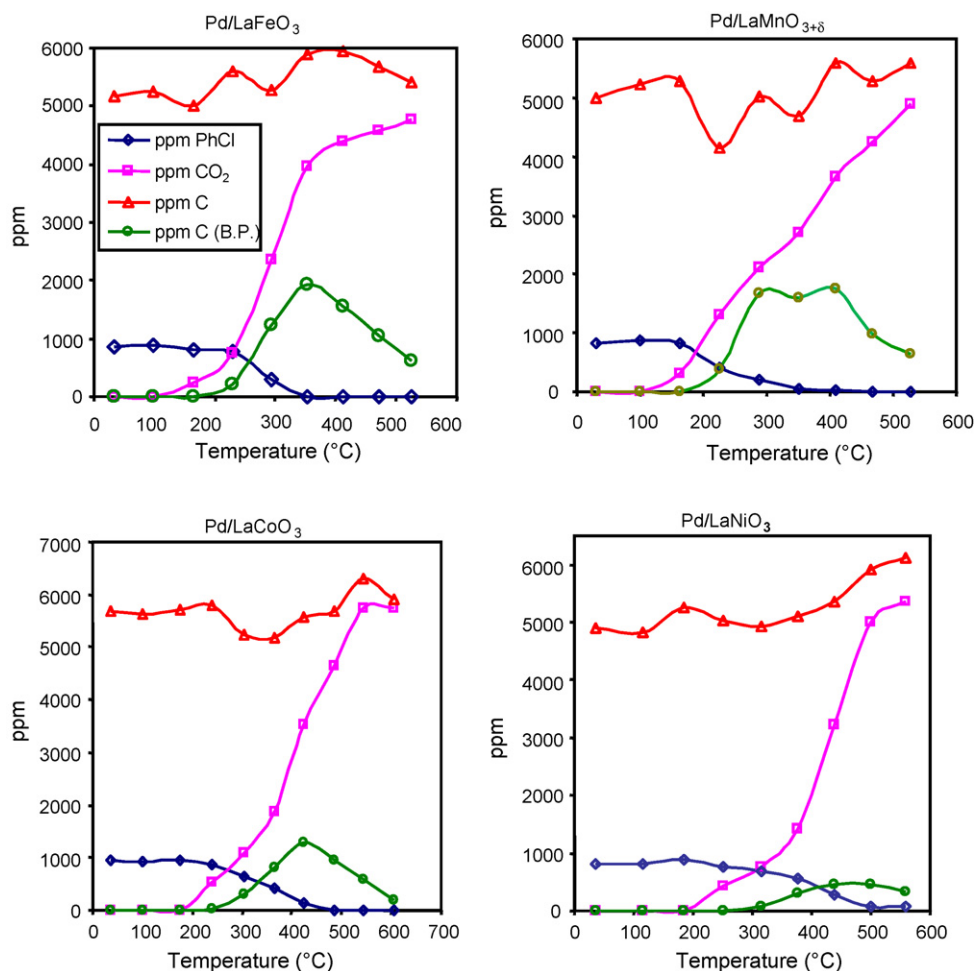 Pd/LaFeO₃
6000
5000
4000
3000
2000
1000
0
ppm
ppm PhCl
ppm CO₂
ppm C
ppm C (B.P.)
0 100 200 300 400 500 600
Temperature (°C)
Pd/LaMnO₃₊δ
6000
5000
4000
3000
2000
1000
0
ppm
0 100 200 300 400 500 600
Temperature (°C)
Pd/LaCoO₃
7000
6000
5000
4000
3000
2000
1000
0
ppm
0 100 200 300 400 500 600 700
Temperature (°C)
Pd/LaNiO₃
6000
5000
4000
3000
2000
1000
0
ppm
0 100 200 300 400 500 600
Temperature (°C)